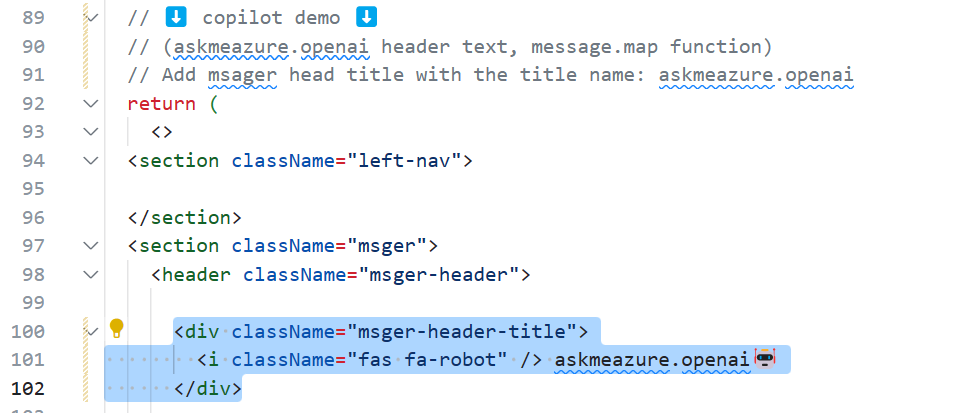 89 // ⬇️ copilot demo ⬇️
90 // (askmeazure.openai header text, message.map function)
91 // Add msager head title with the title name: askmeazure.openai
92 return (
93 <>
94 <section className="left-nav">
95
96 </section>
97 <section className="msger">
98 <header className="msger-header">
99
100 <div className="msger-header-title">
101 <i className="fas fa-robot" /> askmeazure.openai🤖
102 </div>